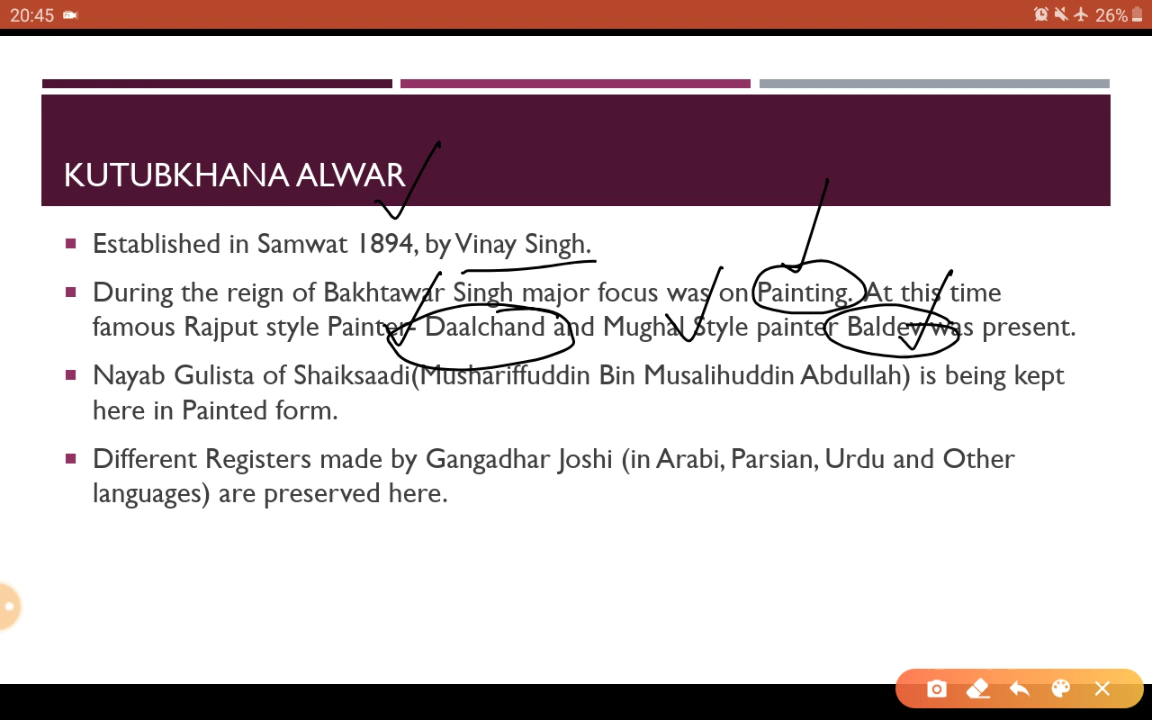 20:45
26%
KUTUBKHANA ALWAR
Established in Samwat 1894, by Vinay Singh.
During the reign of Bakhtawar Singh major focus was on Painting. At this time
famous Rajput style Painter- Daalchand and Mughal Style painter Baldev was present.
Nayab Gulista of Shaiksaadi(Mushariffuddin Bin Musalihuddin Abdullah) is being kept
here in Painted form.
Different Registers made by Gangadhar Joshi (in Arabi, Parsian, Urdu and Other
languages) are preserved here.